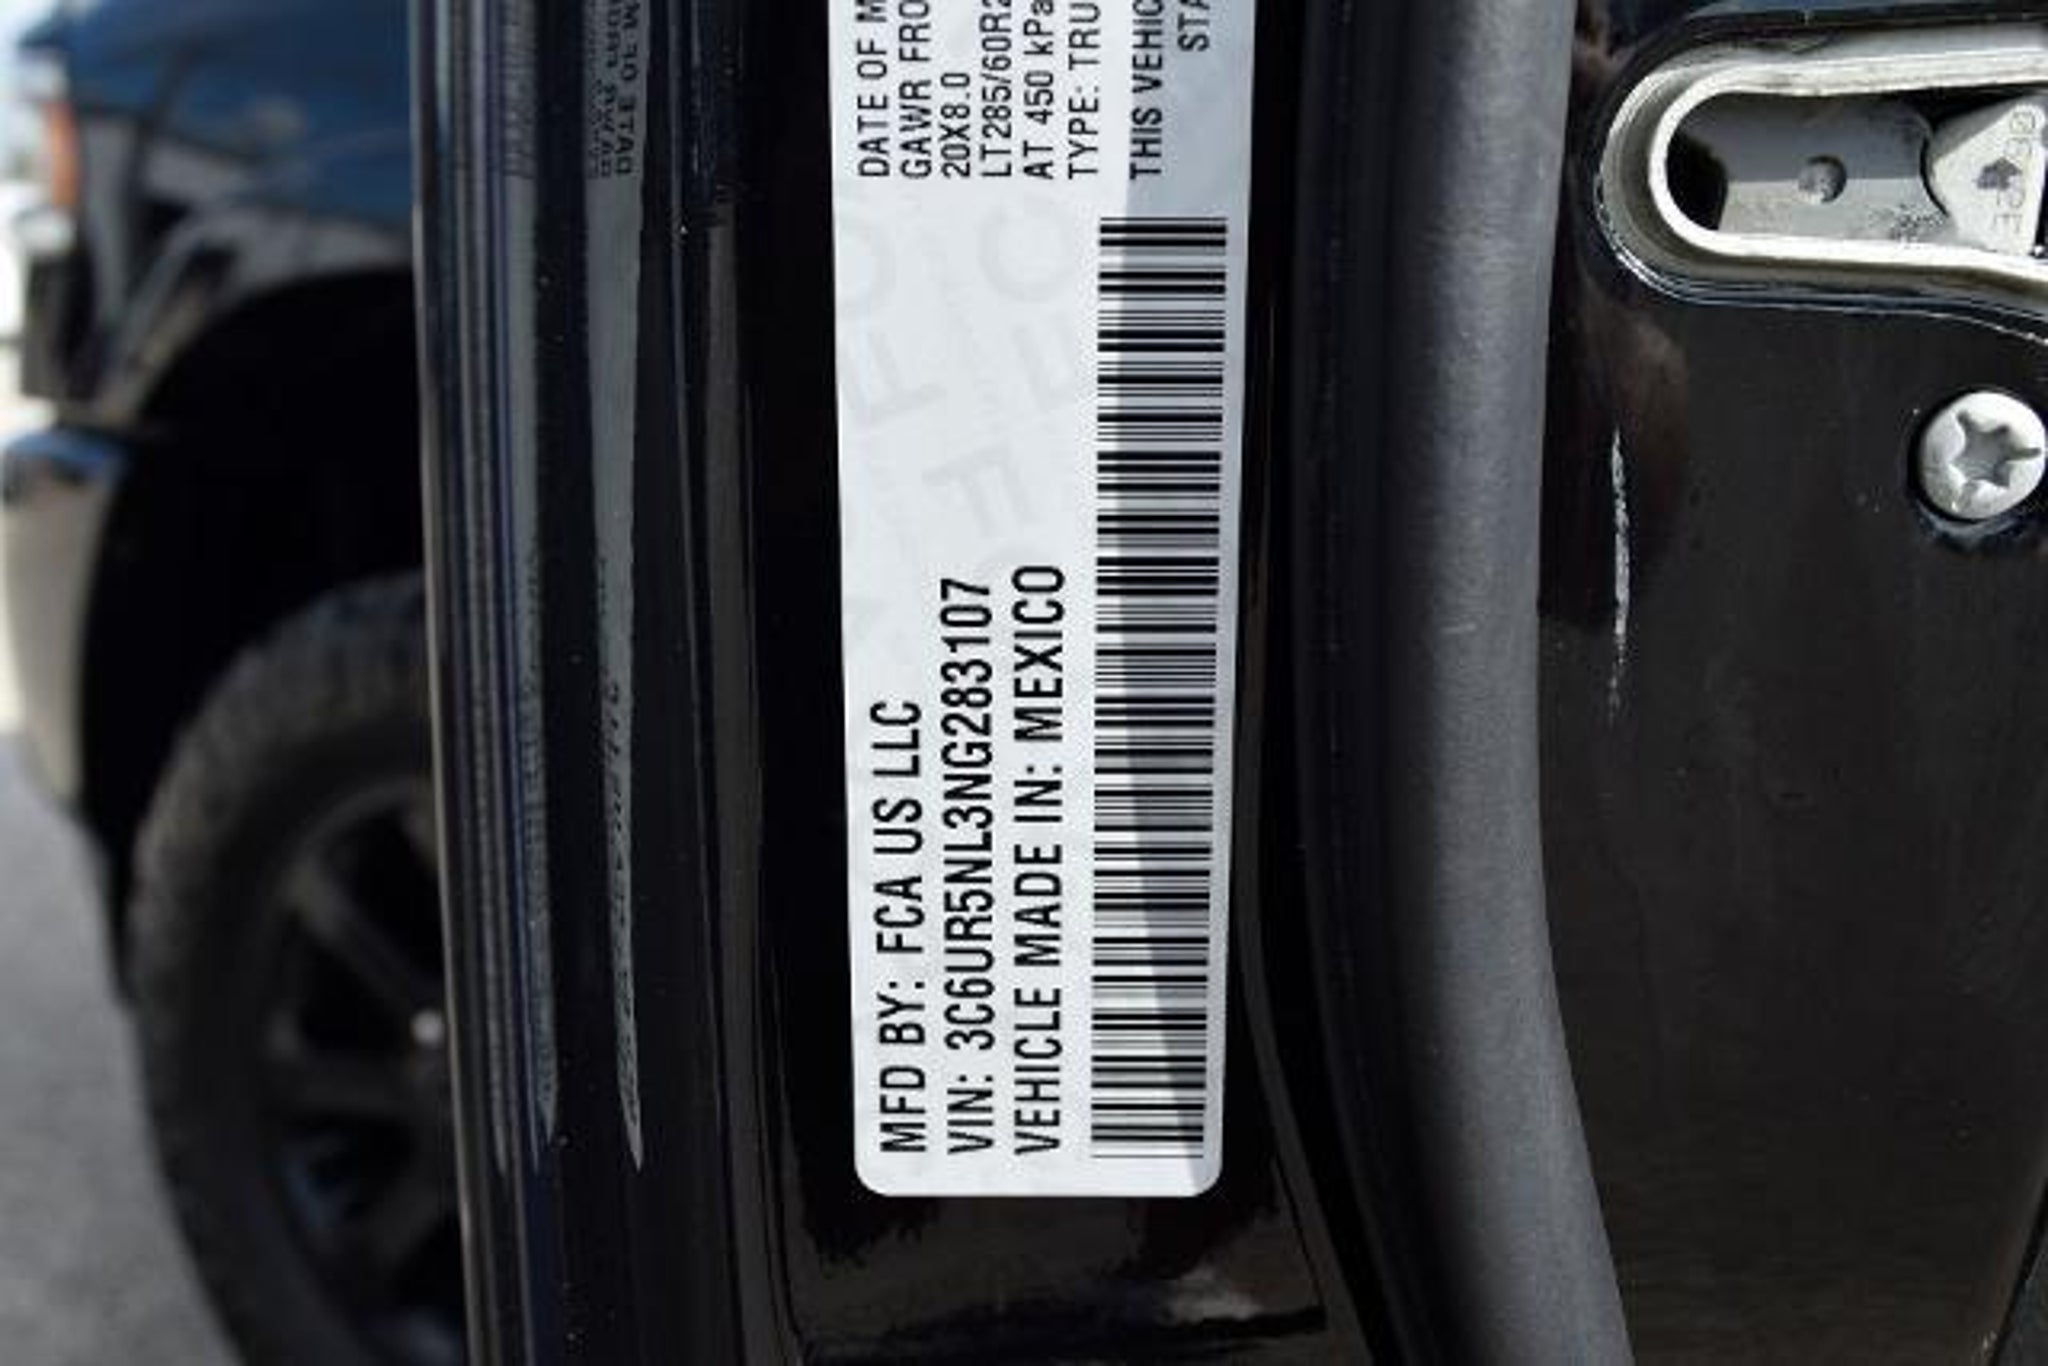 MFD BY: FCA US LLC
VIN: 3C6UR5NL3NG283107
VEHICLE MADE IN: MEXICO
DATE OF M
GAWR FRO
20X8.0
LT285/60R2
AT 450 kPa
TYPE: TRU
THIS VEHIC
STA